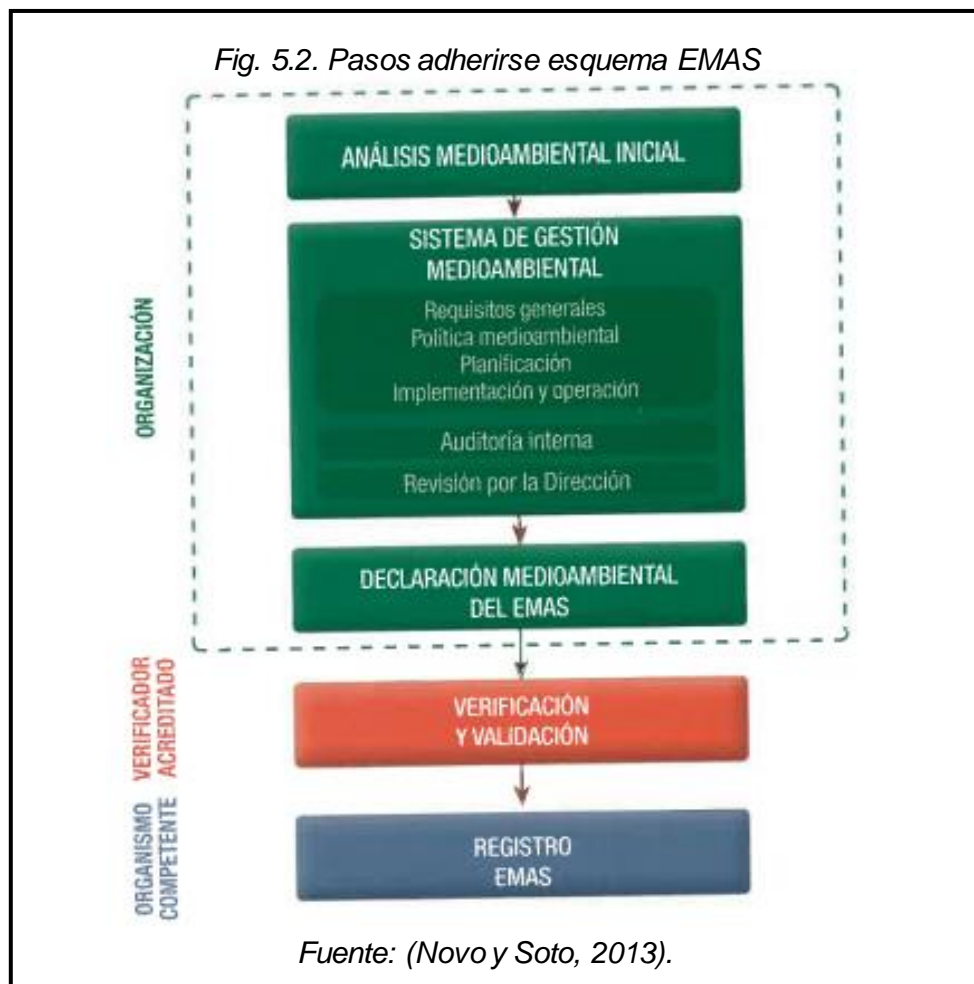 Fig. 5.2. Pasos adherirse esquema EMAS
ANÁLISIS MEDIOAMBIENTAL INICIAL
SISTEMA DE GESTIÓN
MEDIOAMBIENTAL
Requisitos generales
Política medioambiental
Planificación
Implementación y operación
Auditoría interna
Revisión por la Dirección
DECLARACIÓN MEDIOAMBIENTAL
DEL EMAS
ORGANIZACIÓN
VERIFICACIÓN
Y VALIDACIÓN
VERIFICADOR
ACREDITADO
REGISTRO
EMAS
ORGANISMO
COMPETENTE
Fuente: (Novo y Soto, 2013).